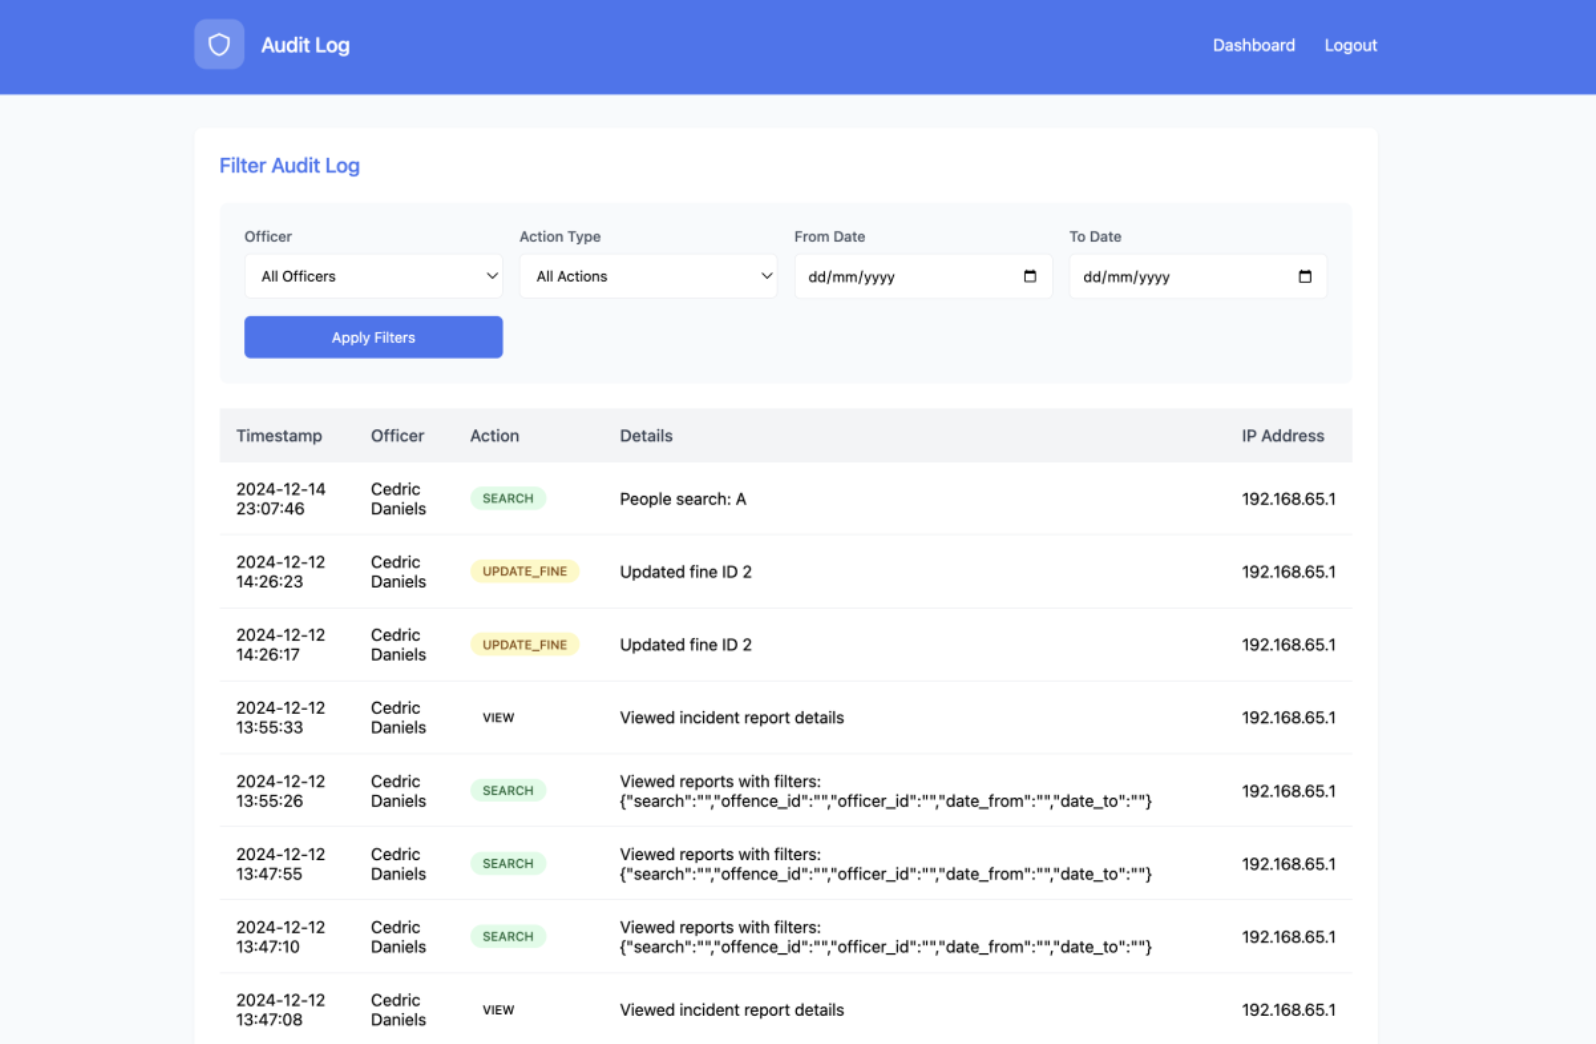 Audit Log
Dashboard
Logout
Filter Audit Log
Officer
Action Type
From Date
To Date
All Officers
All Actions
dd/mm/yyyy
dd/mm/yyyy
Apply Filters
Timestamp Officer Action Details IP Address
2024-12-14 23:07:46 Cedric Daniels SEARCH People search: A 192.168.65.1
2024-12-12 14:26:23 Cedric Daniels UPDATE_FINE Updated fine ID 2 192.168.65.1
2024-12-12 14:26:17 Cedric Daniels UPDATE_FINE Updated fine ID 2 192.168.65.1
2024-12-12 13:55:33 Cedric Daniels VIEW Viewed incident report details 192.168.65.1
2024-12-12 13:55:26 Cedric Daniels SEARCH Viewed reports with filters: {"search":"","offence_id":"","officer_id":"","date_from":"","date_to":""} 192.168.65.1
2024-12-12 13:47:55 Cedric Daniels SEARCH Viewed reports with filters: {"search":"","offence_id":"","officer_id":"","date_from":"","date_to":""} 192.168.65.1
2024-12-12 13:47:10 Cedric Daniels SEARCH Viewed reports with filters: {"search":"","offence_id":"","officer_id":"","date_from":"","date_to":""} 192.168.65.1
2024-12-12 13:47:08 Cedric Daniels VIEW Viewed incident report details 192.168.65.1